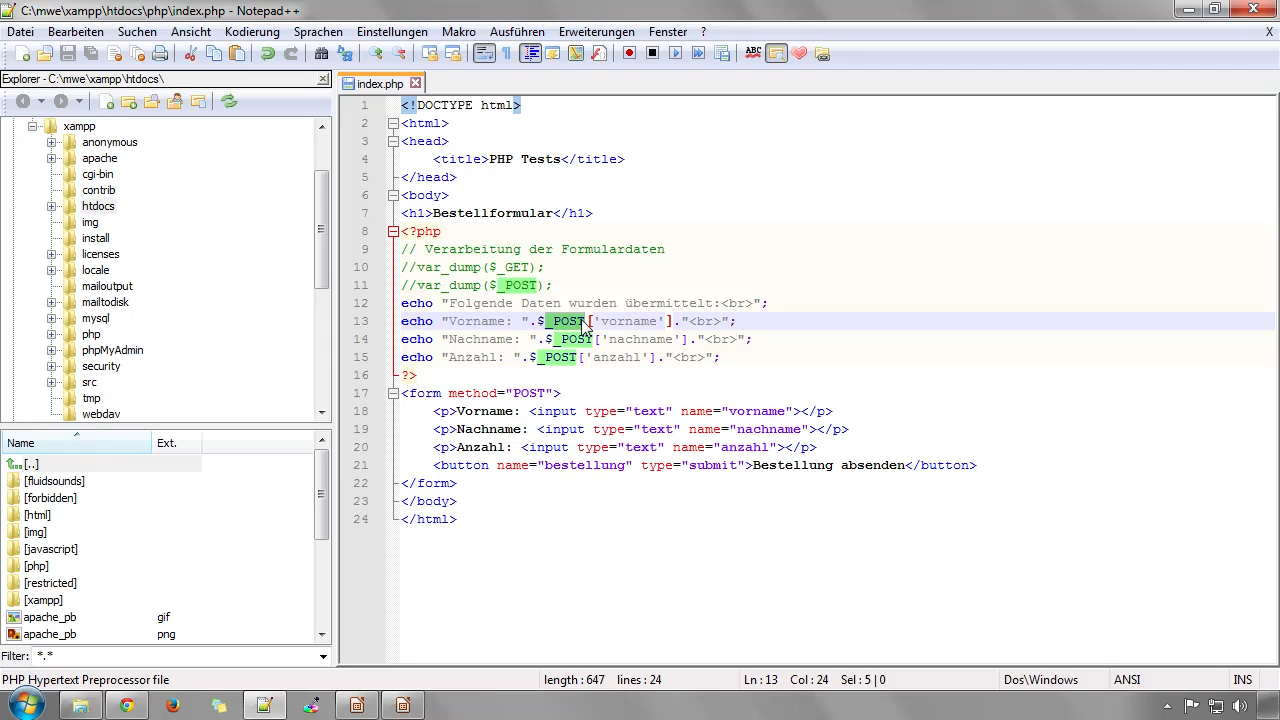 C:\mwe\xampp\htdocs\php\index.php - Notepad++
Datei Bearbeiten Suchen Ansicht Kodierung Sprachen Einstellungen Makro Ausführen Erweiterungen Fenster ? X
ABC
Explorer - C:\mwe\xampp\htdocs\
index.php
xampp
anonymous
apache
cgi-bin
contrib
htdocs
img
install
licenses
locale
mailoutput
mailtodisk
mysql
php
phpMyAdmin
security
src
tmp
webdav
Name Ext.
[..]
[fluidsounds]
[forbidden]
[html]
[img]
[javascript]
[php]
[restricted]
[xampp]
apache_pb gif
apache_pb png
Filter: *.*
1 <!DOCTYPE html>
2 <html>
3 <head>
4 <title>PHP Tests</title>
5 </head>
6 <body>
7 <h1>Bestellformular</h1>
8 <?php
9 // Verarbeitung der Formulardaten
10 //var_dump($_GET);
11 //var_dump($_POST);
12 echo "Folgende Daten wurden übermittelt:<br>";
13 echo "Vorname: ".$_POST['vorname']."<br>";
14 echo "Nachname: ".$_POST['nachname']."<br>";
15 echo "Anzahl: ".$_POST['anzahl']."<br>";
16 ?>
17 <form method="POST">
18 <p>Vorname: <input type="text" name="vorname"></p>
19 <p>Nachname: <input type="text" name="nachname"></p>
20 <p>Anzahl: <input type="text" name="anzahl"></p>
21 <button name="bestellung" type="submit">Bestellung absenden</button>
22 </form>
23 </body>
24 </html>
PHP Hypertext Preprocessor file length : 647 lines : 24 Ln : 13 Col : 24 Sel : 5 | 0 Dos\Windows ANSI INS